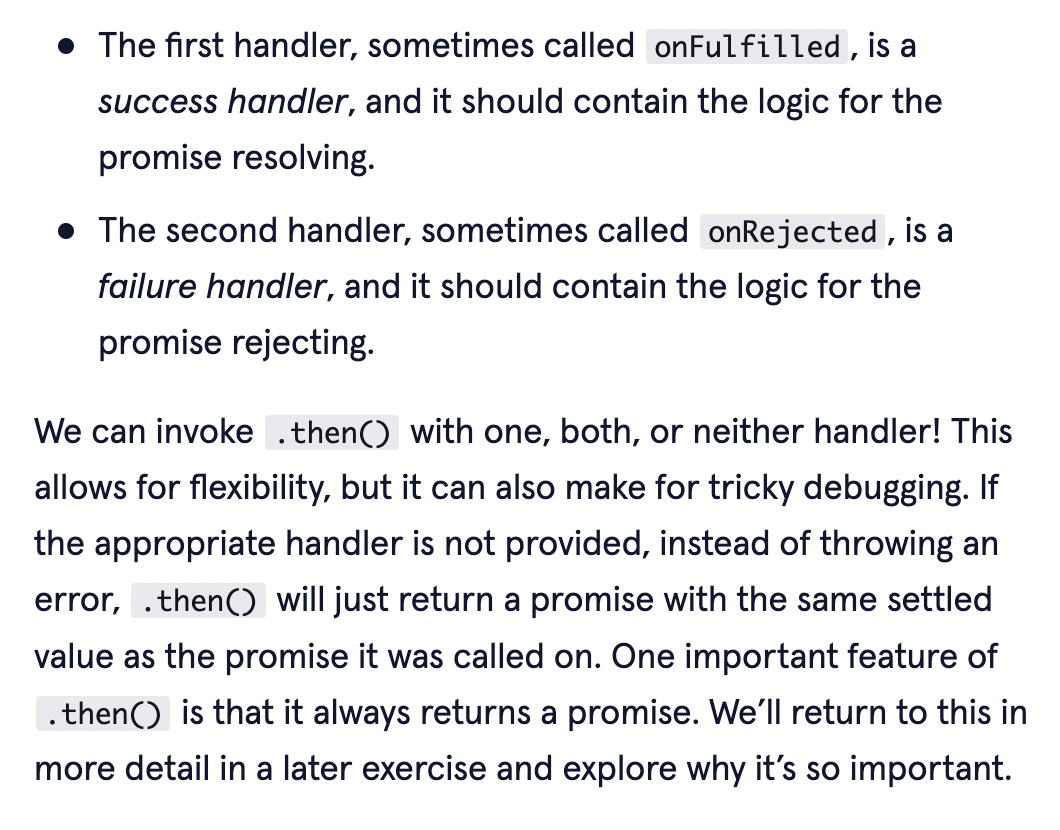 • The first handler, sometimes called onFulfilled, is a
success handler, and it should contain the logic for the
promise resolving.
• The second handler, sometimes called onRejected, is a
failure handler, and it should contain the logic for the
promise rejecting.
We can invoke .then() with one, both, or neither handler! This
allows for flexibility, but it can also make for tricky debugging. If
the appropriate handler is not provided, instead of throwing an
error, .then() will just return a promise with the same settled
value as the promise it was called on. One important feature of
.then() is that it always returns a promise. We’ll return to this in
more detail in a later exercise and explore why it’s so important.